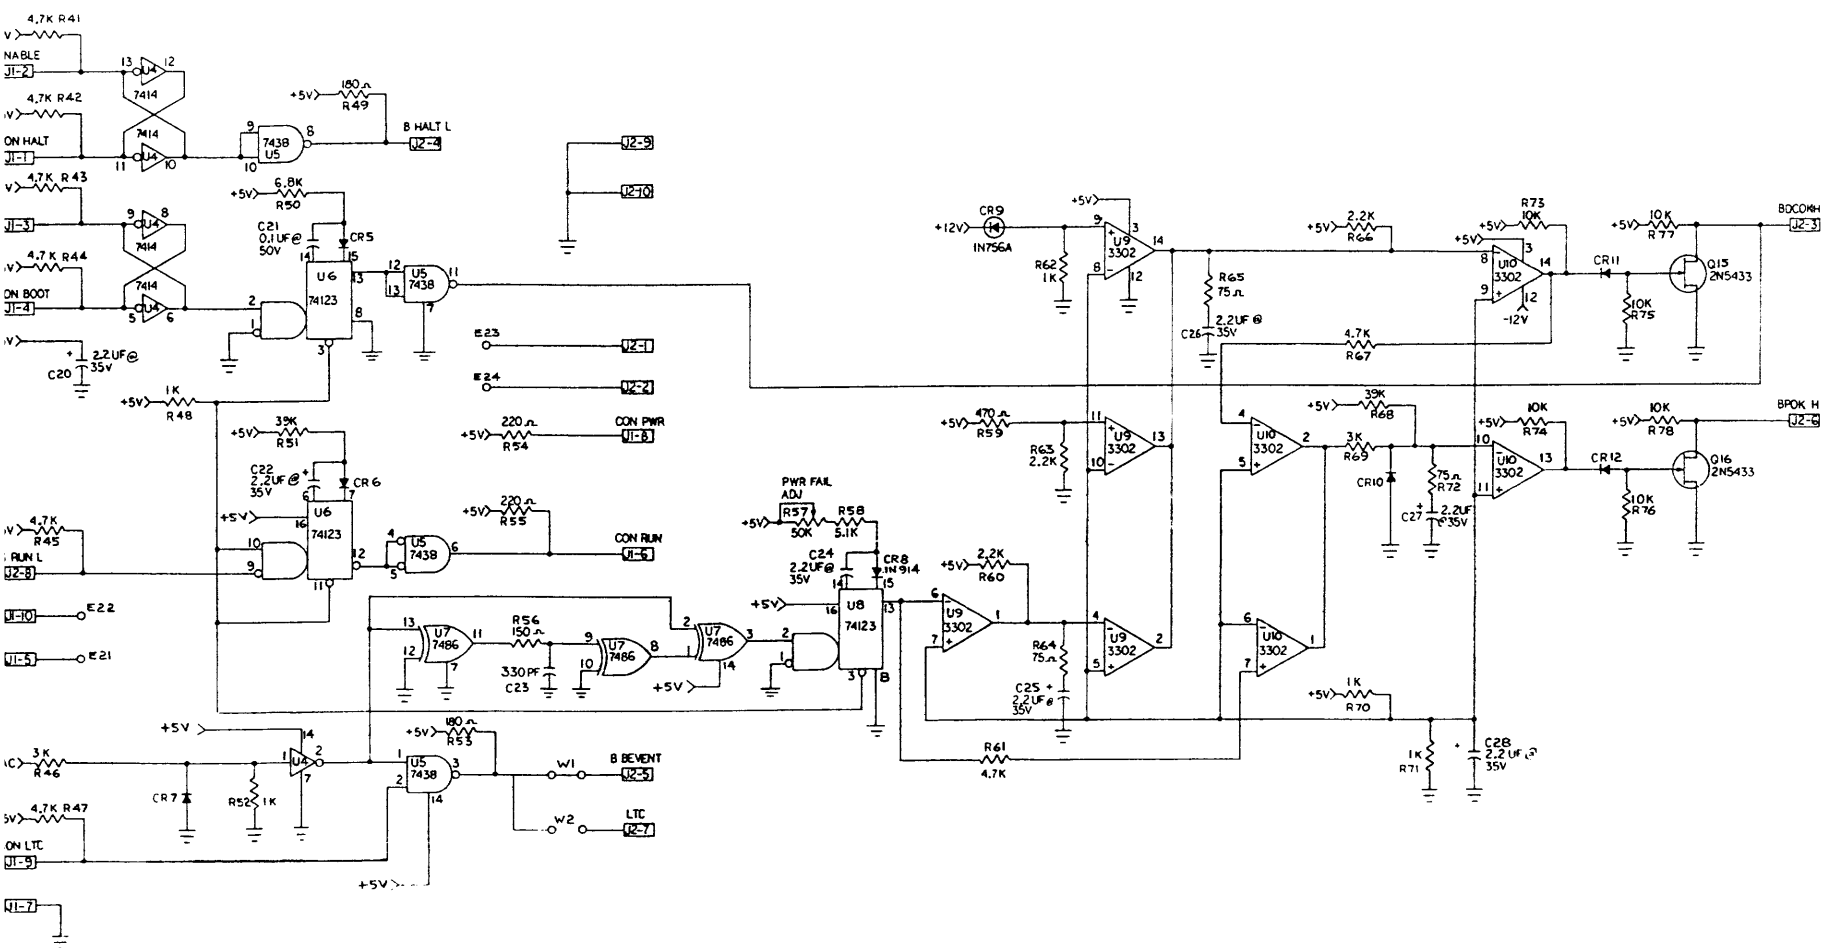 4.7K R41
V
NABLE
J1-2
13 U4 12
7414
4.7K R42
V
ON HALT
J1-1
7414
11 U4 10
9
10
7438
U5
8
+5V
180Ω
R49
B HALT L
J2-4
J2-9
J2-10
4.7K R43
V
J1-3
9 U4 8
7414
4.7K R44
V
ON BOOT
J1-4
7414
5 U4 6
+5V
6.8K
R50
C21
0.1UF@
50V
CR5
14
15
U6
74123
13
8
2
1
3
12
13
U5
7438
11
7
V
+
2.2UF@
35V
C20
+5V
1K
R48
E23
J2-1
E24
J2-2
+5V
39K
R51
C22
2.2UF@
35V
+
CR6
6
7
+5V
16
U6
74123
10
9
11
12
+5V
220Ω
R54
CON PWR
J1-8
4
5
U5
7438
6
+5V
220Ω
R55
CON RUN
J1-6
4.7K
R45
RUN L
J2-8
J1-10
E22
J1-5
E21
13
12
U7
7486
11
7
R56
150Ω
330PF
C23
9
10
U7
7486
8
2
1
U7
7486
3
14
+5V
PWR FAIL
ADJ
+5V
R57
50K
R58
5.1K
C24
2.2UF@
35V
CR8
1N914
14
15
+5V
16
U8
74123
13
2
1
3
8
+5V
14
3K
R46
1
U4
2
7
CR7
R52
1K
1
2
U5
7438
3
14
+5V
180Ω
R53
W1
B BEVENT
J2-5
W2
LTC
J2-7
4.7K R47
5V
ON LTC
J1-9
+5V
J1-7
+12V
CR9
1N756A
R62
1K
+5V
9
8
3
U9
3302
14
12
R65
75Ω
C26
2.2UF@
35V
+5V
2.2K
R66
+5V
R73
10K
+5V
8
9
3
U10
3302
14
12
-12V
4.7K
R67
CR11
10K
R75
+5V
10K
R77
Q15
2N5433
BDCOKH
J2-3
+5V
470Ω
R59
R63
2.2K
11
10
U9
3302
13
4
5
U10
3302
2
+5V
39K
R68
3K
R69
CR10
75Ω
R72
C27
+
2.2UF
@35V
+5V
10K
R74
10
11
U10
3302
13
CR12
10K
R76
+5V
10K
R78
Q16
2N5433
BPOK H
J2-6
+5V
2.2K
R60
6
7
U9
3302
1
R64
75Ω
C25
+
2.2UF@
35V
4
5
U9
3302
2
6
7
U10
3302
1
+5V
1K
R70
R61
4.7K
1K
R71
+
C28
2.2UF@
35V